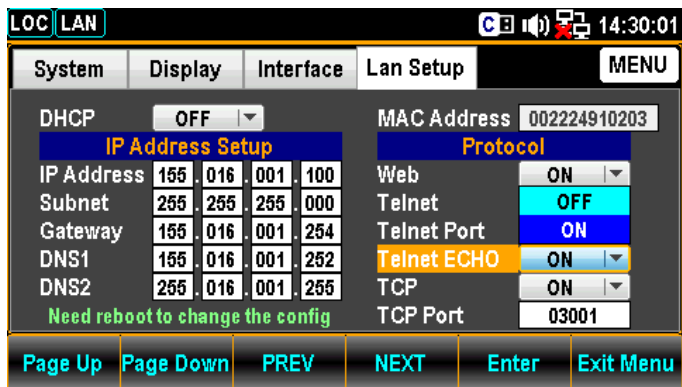 LOC LAN C 14:30:01
System Display Interface Lan Setup MENU
DHCP OFF MAC Address 002224910203
IP Address Setup Protocol
IP Address 155 . 016 . 001 . 100 Web ON
Subnet 255 . 255 . 255 . 000 Telnet OFF
Gateway 155 . 016 . 001 . 254 Telnet Port ON
DNS1 155 . 016 . 001 . 252 Telnet ECHO ON
DNS2 255 . 016 . 001 . 255 TCP ON
Need reboot to change the config TCP Port 03001
Page Up Page Down PREV NEXT Enter Exit Menu